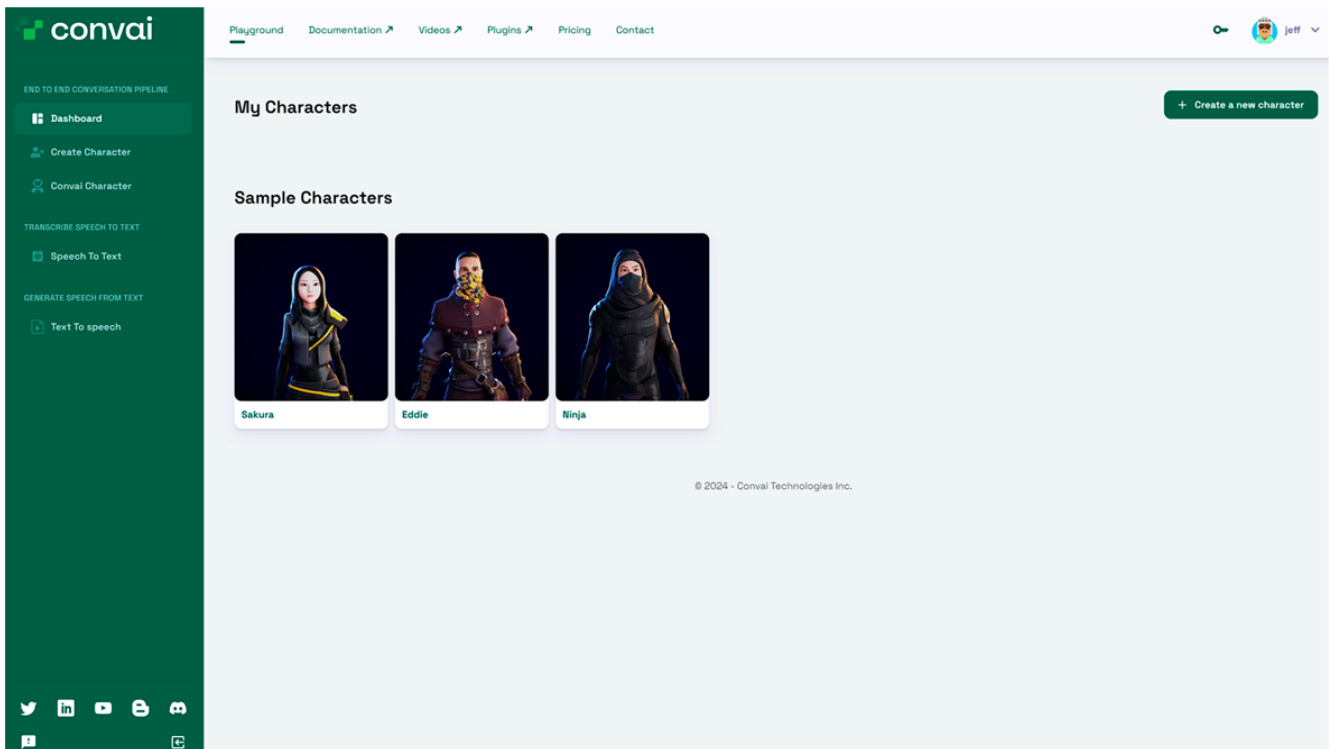 convai
END TO END CONVERSATION PIPELINE
Dashboard
Create Character
Convai Character
TRANSCRIBE SPEECH TO TEXT
Speech To Text
GENERATE SPEECH FROM TEXT
Text To speech
Playground Documentation ↗ Videos ↗ Plugins ↗ Pricing Contact
jeff
My Characters
+ Create a new character
Sample Characters
Sakura Eddie Ninja
© 2024 - Convai Technologies Inc.